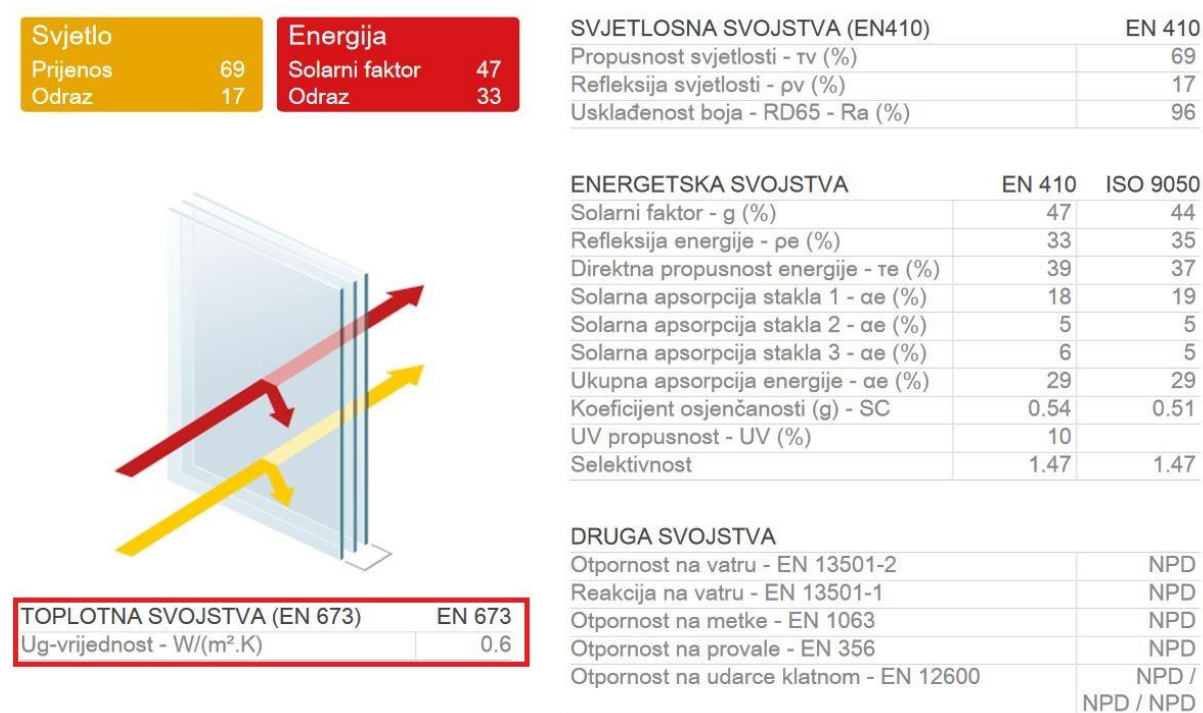 Svjetlo
Prijenos 69
Odraz 17
Energija
Solarni faktor 47
Odraz 33
TOPLOTNA SVOJSTVA (EN 673) EN 673
Ug-vrijednost - W/(m².K) 0.6
SVJETLOSNA SVOJSTVA (EN410) EN 410
Propusnost svjetlosti - τv (%) 69
Refleksija svjetlosti - ρv (%) 17
Usklađenost boja - RD65 - Ra (%) 96
ENERGETSKA SVOJSTVA EN 410 ISO 9050
Solarni faktor - g (%) 47 44
Refleksija energije - ρe (%) 33 35
Direktna propusnost energije - τe (%) 39 37
Solarna apsorpcija stakla 1 - αe (%) 18 19
Solarna apsorpcija stakla 2 - αe (%) 5 5
Solarna apsorpcija stakla 3 - αe (%) 6 5
Ukupna apsorpcija energije - αe (%) 29 29
Koeficijent osjenčanosti (g) - SC 0.54 0.51
UV propusnost - UV (%) 10
Selektivnost 1.47 1.47
DRUGA SVOJSTVA
Otpornost na vatru - EN 13501-2 NPD
Reakcija na vatru - EN 13501-1 NPD
Otpornost na metke - EN 1063 NPD
Otpornost na provale - EN 356 NPD
Otpornost na udarce klatnom - EN 12600 NPD /
NPD / NPD